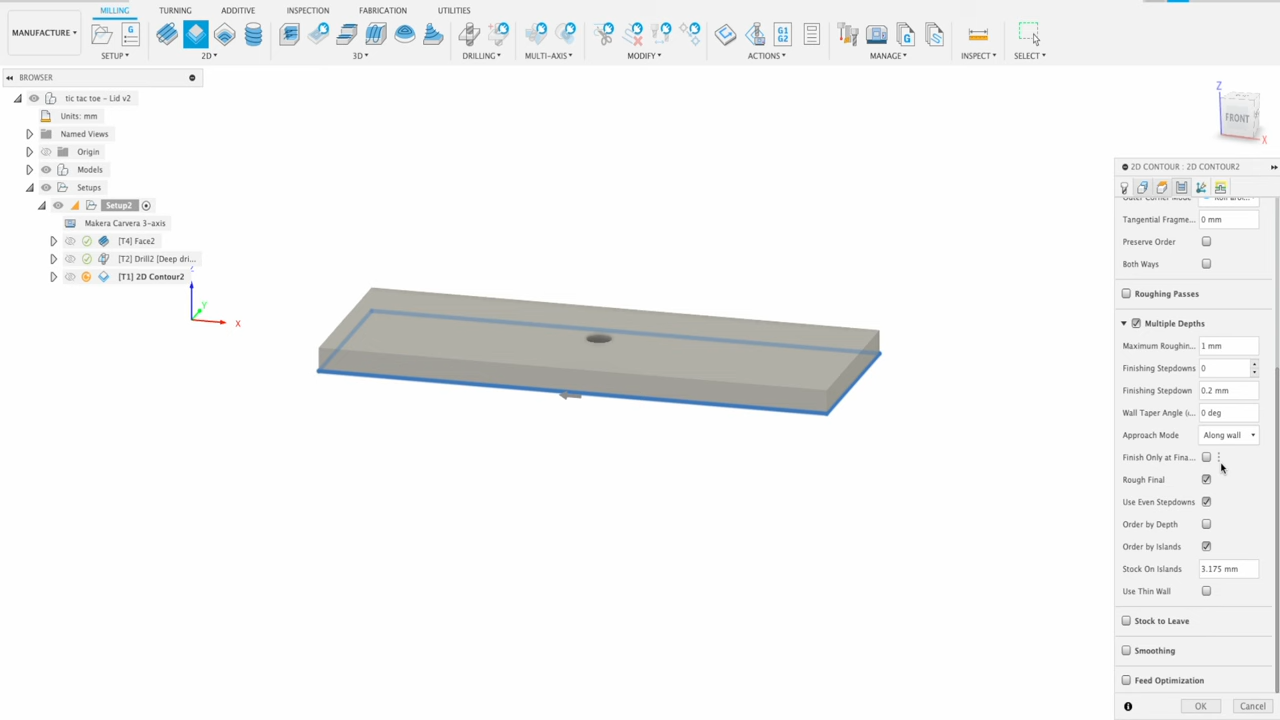 MILLING TURNING ADDITIVE INSPECTION FABRICATION UTILITIES
MANUFACTURE
G
G1
G2
G
SETUP 2D 3D DRILLING MULTI-AXIS MODIFY ACTIONS MANAGE INSPECT SELECT
BROWSER
tic tac toe - Lid v2
Units: mm
Named Views
Origin
Models
Setups
Setup2
Makera Carvera 3-axis
[T4] Face2
[T2] Drill2 [Deep dri...
[T1] 2D Contour2
Z
Y
X
Z
FRONT
X
2D CONTOUR : 2D CONTOUR2
Tangential Fragme... 0 mm
Preserve Order
Both Ways
Roughing Passes
Multiple Depths
Maximum Roughin... 1 mm
Finishing Stepdowns 0
Finishing Stepdown 0.2 mm
Wall Taper Angle (... 0 deg
Approach Mode Along wall
Finish Only at Fina...
Rough Final
Use Even Stepdowns
Order by Depth
Order by Islands
Stock On Islands 3.175 mm
Use Thin Wall
Stock to Leave
Smoothing
Feed Optimization
OK Cancel